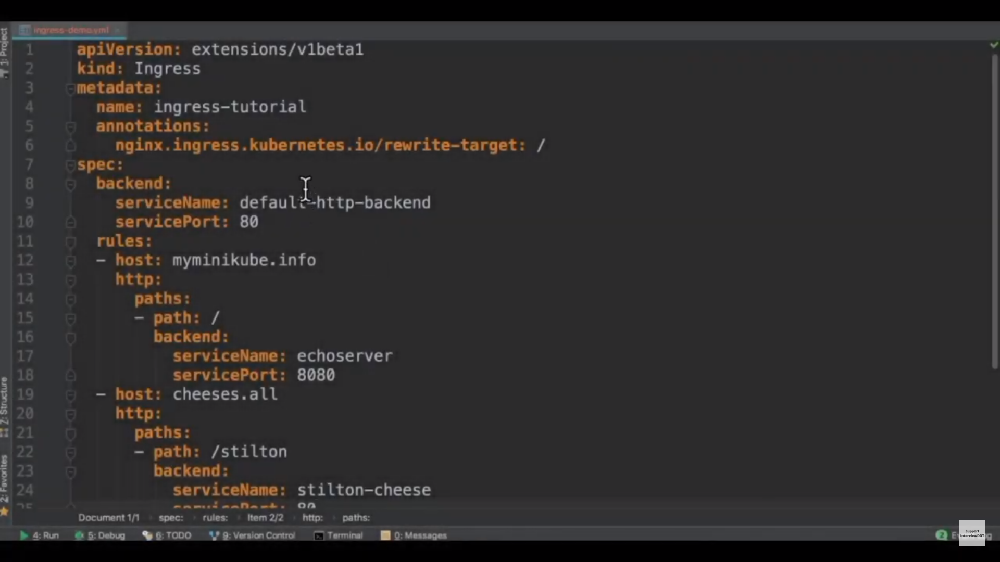 1: Project
ingress-demo.yml
1 apiVersion: extensions/v1beta1
2 kind: Ingress
3 metadata:
4 name: ingress-tutorial
5 annotations:
6 nginx.ingress.kubernetes.io/rewrite-target: /
7 spec:
8 backend:
9 serviceName: default-http-backend
10 servicePort: 80
11 rules:
12 - host: myminikube.info
13 http:
14 paths:
15 - path: /
16 backend:
17 serviceName: echoserver
18 servicePort: 8080
19 - host: cheeses.all
20 http:
21 paths:
22 - path: /stilton
23 backend:
24 serviceName: stilton-cheese
25 servicePort: 80
7: Structure
2: Favorites
Document 1/1 spec: rules: Item 2/2 http: paths:
4: Run 5: Debug 6: TODO 9: Version Control Terminal 0: Messages 2
Support
InterviewDOT